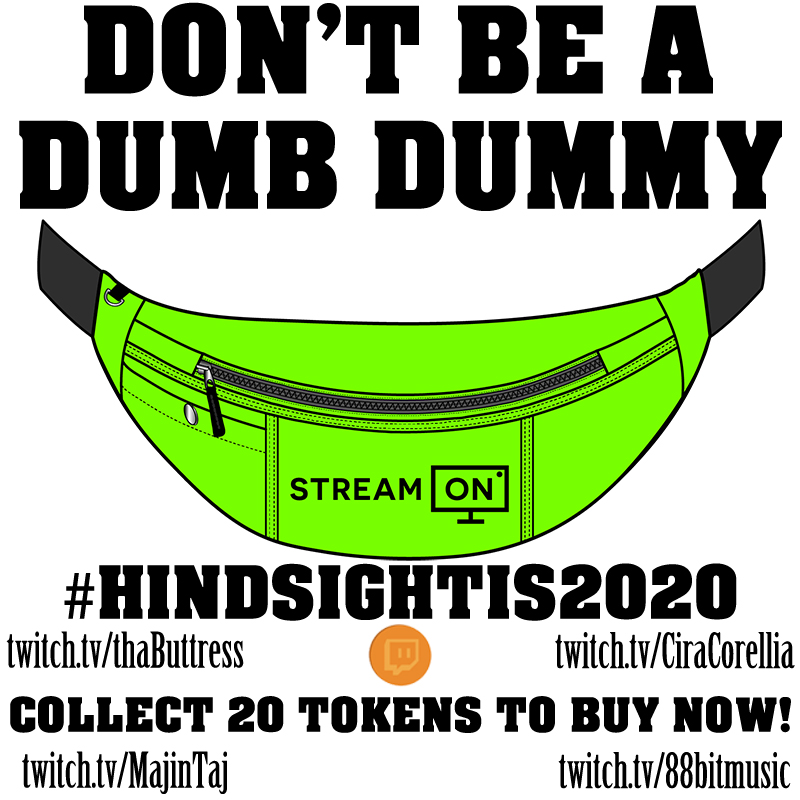 DON'T BE A
DUMB DUMMY
STREAM ON
#HINDSIGHTIS2020
twitch.tv/thaButtress
twitch.tv/CiraCorellia
COLLECT 20 TOKENS TO BUY NOW!
twitch.tv/MajinTaj
twitch.tv/88bitmusic